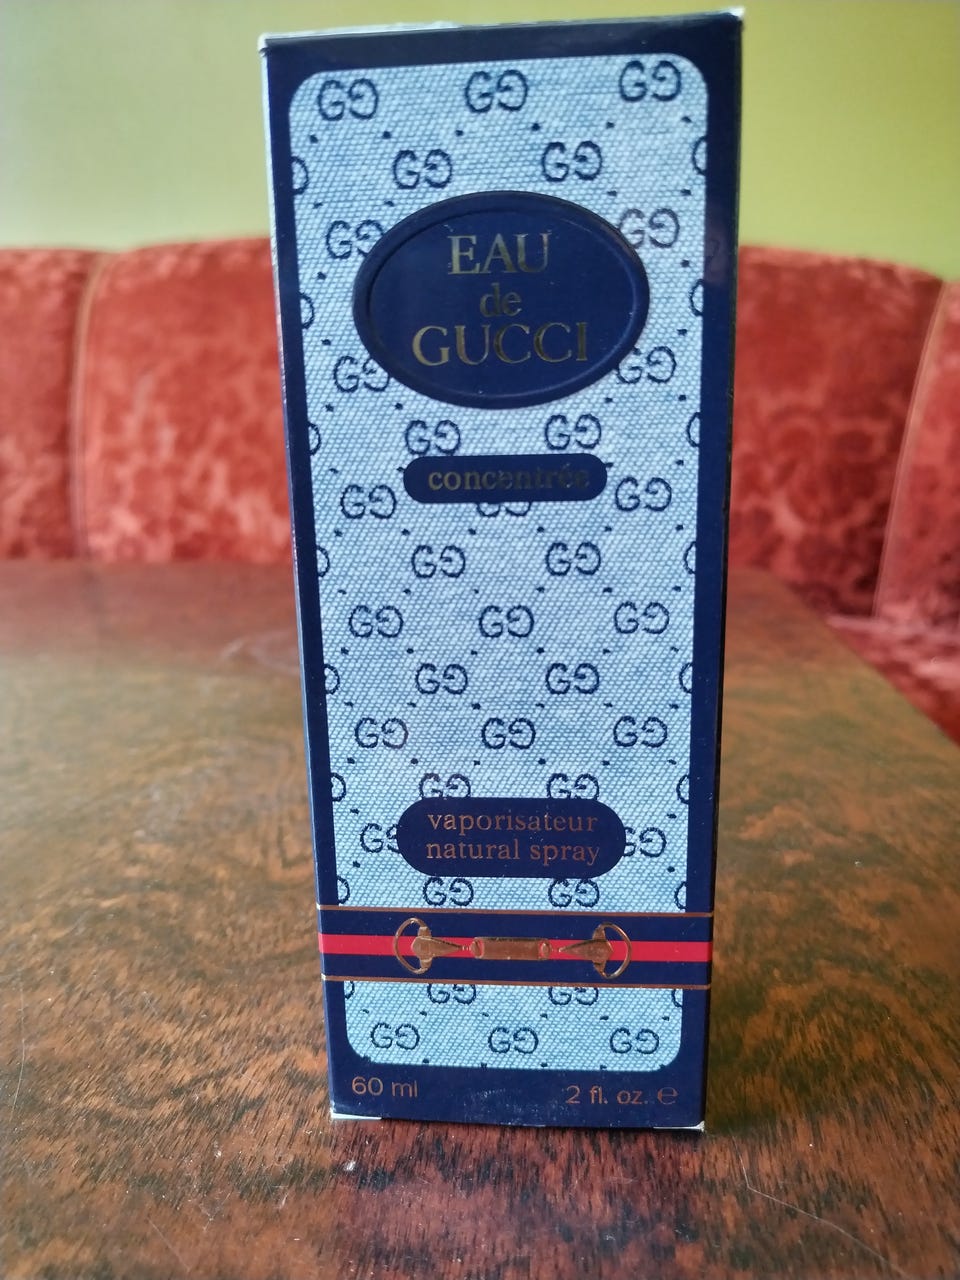 EAU
de
GUCCI
concentrée
vaporisateur
natural spray
60 ml
2 fl. oz. ℮